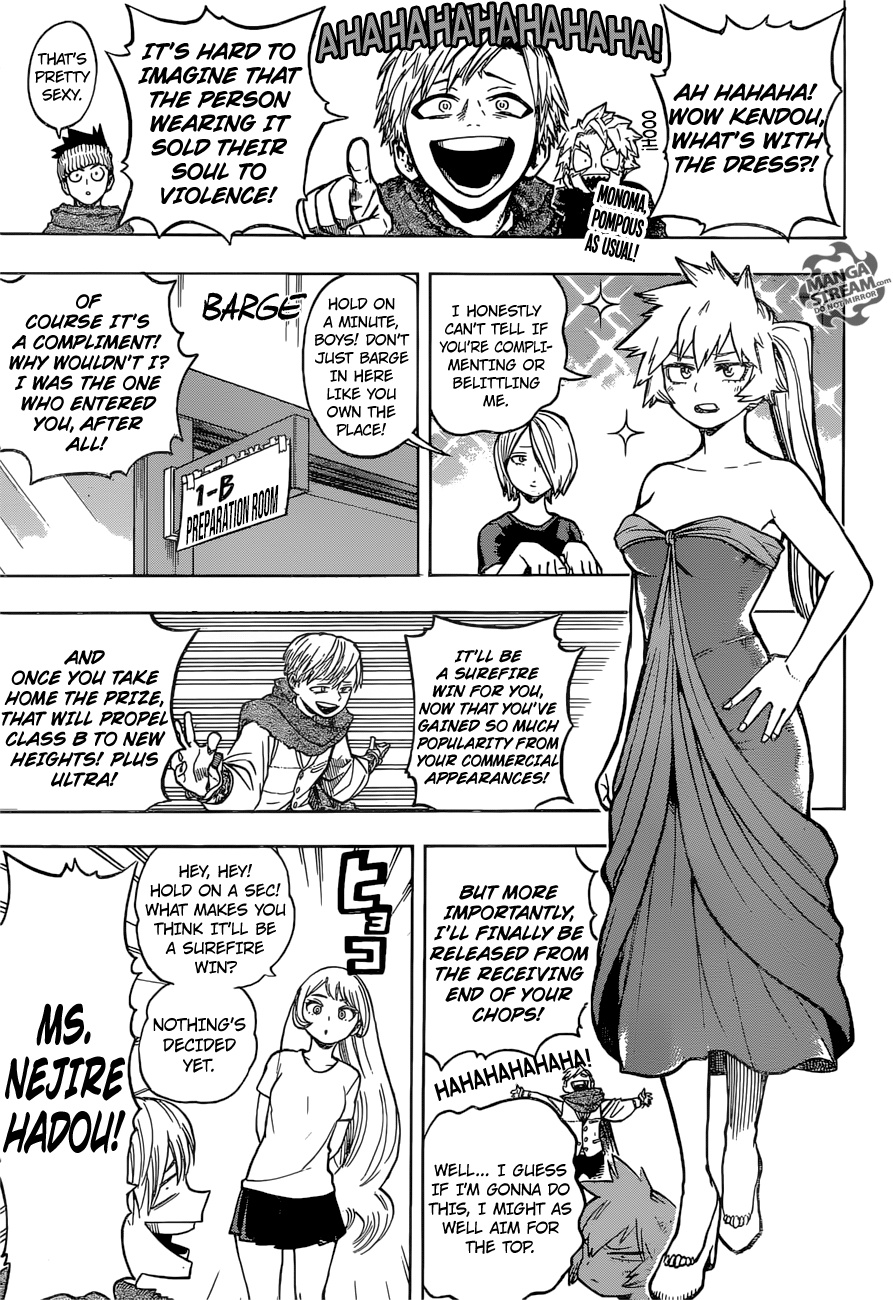 AH HAHAHA!
WOW KENDOU,
WHAT'S WITH
THE DRESS?!
AHAHAHAHAHAHAHA!
¡HOOO
MONOMA,
POMPOUS
AS USUAL!
IT'S HARD TO
IMAGINE THAT
THE PERSON
WEARING IT
SOLD THEIR
SOUL TO
VIOLENCE!
THAT'S
PRETTY
SEXY.
MANGA
STREAM.com
DO NOT MIRROR
I HONESTLY
CAN'T TELL IF
YOU'RE COMPLI-
MENTING OR
BELITTLING
ME.
HOLD ON
A MINUTE,
BOYS! DON'T
JUST BARGE
IN HERE
LIKE YOU
OWN THE
PLACE!
BARGE
1-B
PREPARATION ROOM
OF
COURSE IT'S
A COMPLIMENT!
WHY WOULDN'T I?
I WAS THE ONE
WHO ENTERED
YOU, AFTER
ALL!
IT'LL BE
A SUREFIRE
WIN FOR YOU,
NOW THAT YOU'VE
GAINED SO MUCH
POPULARITY FROM
YOUR COMMERCIAL
APPEARANCES!
AND
ONCE YOU TAKE
HOME THE PRIZE,
THAT WILL PROPEL
CLASS B TO NEW
HEIGHTS! PLUS
ULTRA!
BUT MORE
IMPORTANTLY,
I'LL FINALLY BE
RELEASED FROM
THE RECEIVING
END OF YOUR
CHOPS!
HAHAHAHAHAHA!
WELL... I GUESS
IF I'M GONNA DO
THIS, I MIGHT AS
WELL AIM FOR
THE TOP.
ヒョコ
HEY, HEY!
HOLD ON A SEC!
WHAT MAKES YOU
THINK IT'LL BE
A SUREFIRE
WIN?
NOTHING'S
DECIDED
YET.
MS.
NEJIRE
HADOU!